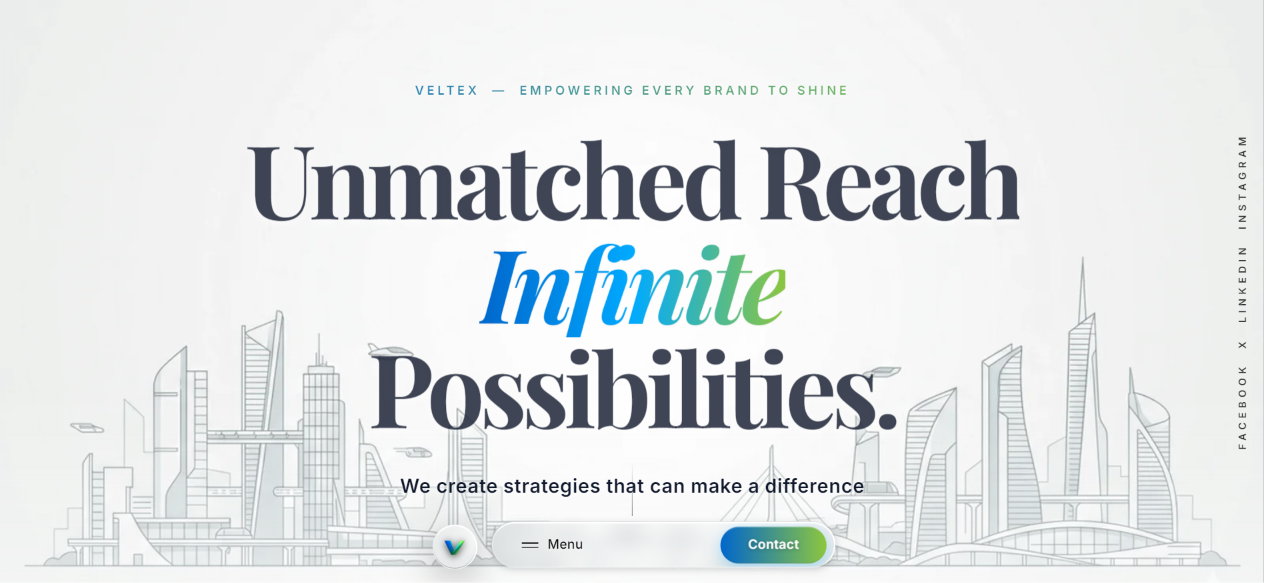 VELTEX — EMPOWERING EVERY BRAND TO SHINE
Unmatched Reach
Infinite
Possibilities.
We create strategies that can make a difference
Menu
Contact
FACEBOOK X LINKEDIN INSTAGRAM